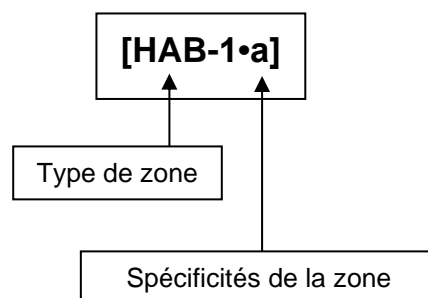 [HAB-1•a]
Type de zone
Spécificités de la zone